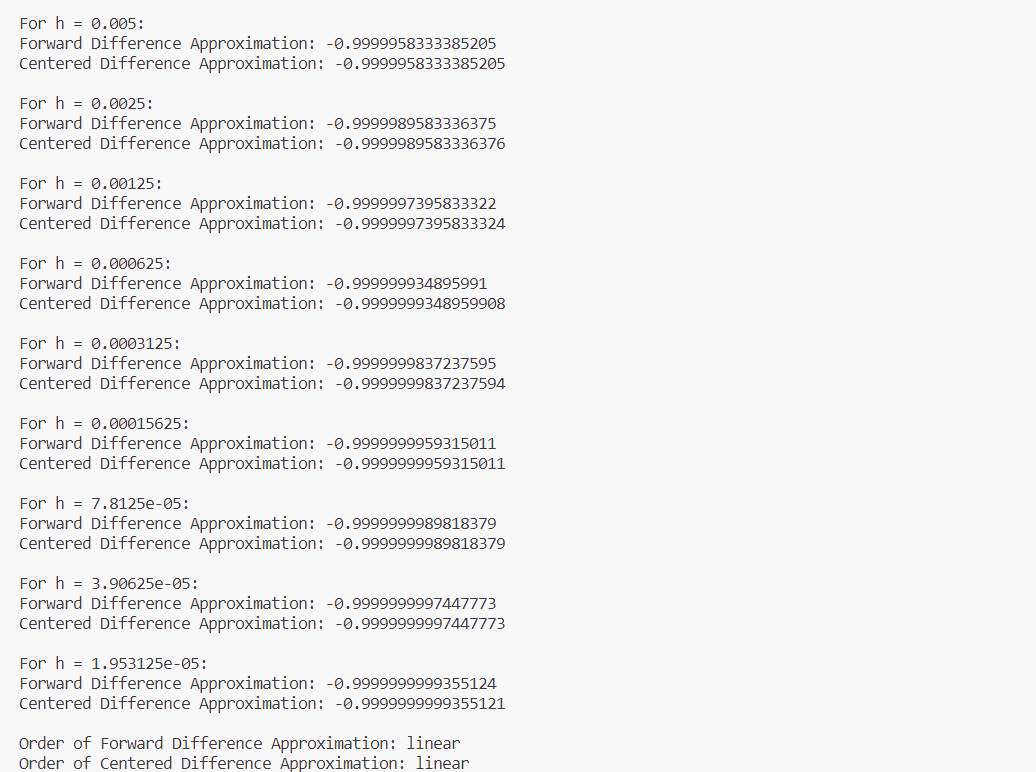 For h = 0.005:
Forward Difference Approximation: -0.9999958333385205
Centered Difference Approximation: -0.9999958333385205
For h = 0.0025:
Forward Difference Approximation: -0.9999989583336375
Centered Difference Approximation: -0.9999989583336376
For h = 0.00125:
Forward Difference Approximation: -0.9999997395833322
Centered Difference Approximation: -0.9999997395833324
For h = 0.000625:
Forward Difference Approximation: -0.999999934895991
Centered Difference Approximation: -0.9999999348959908
For h = 0.0003125:
Forward Difference Approximation: -0.9999999837237595
Centered Difference Approximation: -0.9999999837237594
For h = 0.00015625:
Forward Difference Approximation: -0.9999999959315011
Centered Difference Approximation: -0.9999999959315011
For h = 7.8125e-05:
Forward Difference Approximation: -0.9999999989818379
Centered Difference Approximation: -0.9999999989818379
For h = 3.90625e-05:
Forward Difference Approximation: -0.9999999997447773
Centered Difference Approximation: -0.9999999997447773
For h = 1.953125e-05:
Forward Difference Approximation: -0.9999999999355124
Centered Difference Approximation: -0.9999999999355121
Order of Forward Difference Approximation: linear
Order of Centered Difference Approximation: linear